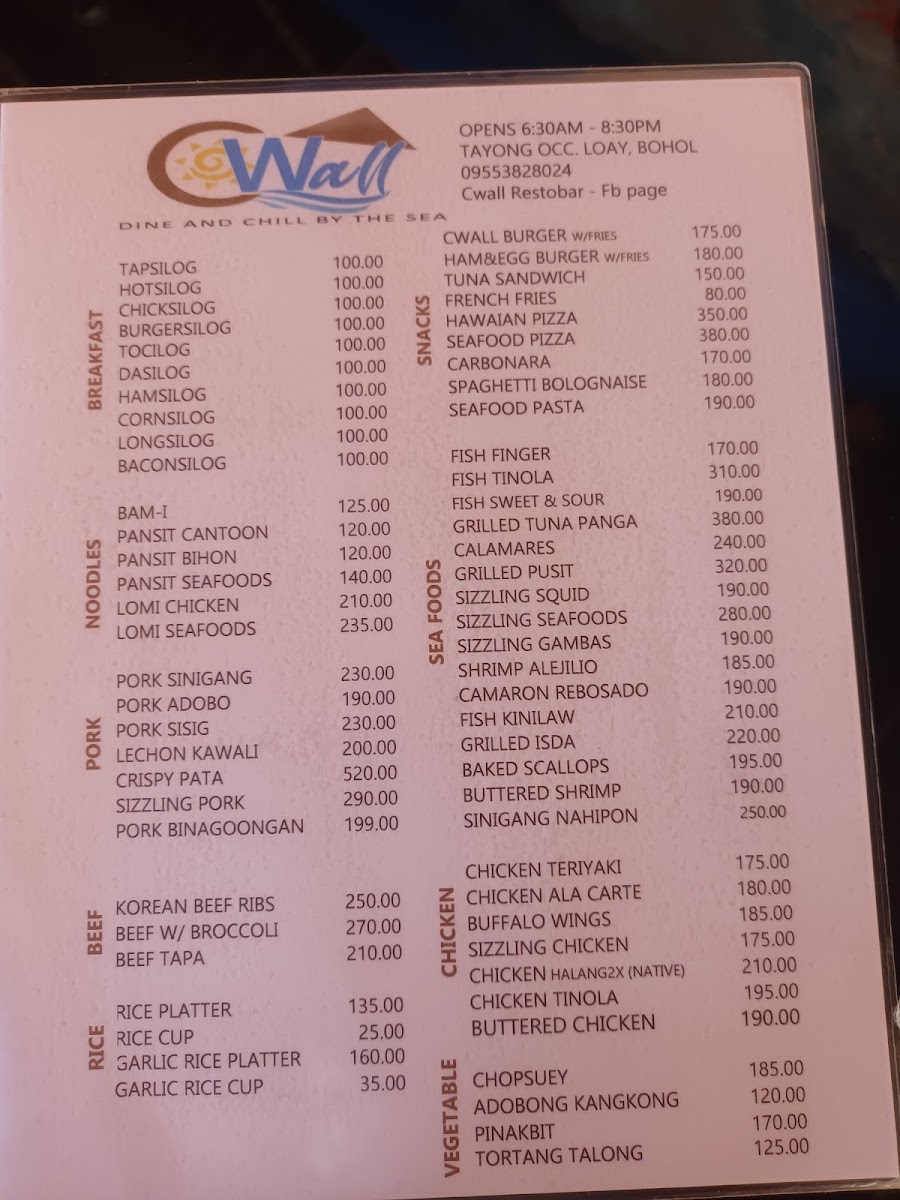 CWall
DINE AND CHILL BY THE SEA
OPENS 6:30AM - 8:30PM
TAYONG OCC. LOAY, BOHOL
09553828024
Cwall Restobar - Fb page
BREAKFAST
TAPSILOG 100.00
HOTSILOG 100.00
CHICKSILOG 100.00
BURGERSILOG 100.00
TOCILOG 100.00
DASILOG 100.00
HAMSILOG 100.00
CORNSILOG 100.00
LONGSILOG 100.00
BACONSILOG 100.00
NOODLES
BAM-I 125.00
PANSIT CANTOON 120.00
PANSIT BIHON 120.00
PANSIT SEAFOODS 140.00
LOMI CHICKEN 210.00
LOMI SEAFOODS 235.00
PORK
PORK SINIGANG 230.00
PORK ADOBO 190.00
PORK SISIG 230.00
LECHON KAWALI 200.00
CRISPY PATA 520.00
SIZZLING PORK 290.00
PORK BINAGOONGAN 199.00
BEEF
KOREAN BEEF RIBS 250.00
BEEF W/ BROCCOLI 270.00
BEEF TAPA 210.00
RICE
RICE PLATTER 135.00
RICE CUP 25.00
GARLIC RICE PLATTER 160.00
GARLIC RICE CUP 35.00
SNACKS
CWALL BURGER W/FRIES 175.00
HAM&EGG BURGER W/FRIES 180.00
TUNA SANDWICH 150.00
FRENCH FRIES 80.00
HAWAIAN PIZZA 350.00
SEAFOOD PIZZA 380.00
CARBONARA 170.00
SPAGHETTI BOLOGNAISE 180.00
SEAFOOD PASTA 190.00
SEA FOODS
FISH FINGER 170.00
FISH TINOLA 310.00
FISH SWEET & SOUR 190.00
GRILLED TUNA PANGA 380.00
CALAMARES 240.00
GRILLED PUSIT 320.00
SIZZLING SQUID 190.00
SIZZLING SEAFOODS 280.00
SIZZLING GAMBAS 190.00
SHRIMP ALEJILIO 185.00
CAMARON REBOSADO 190.00
FISH KINILAW 210.00
GRILLED ISDA 220.00
BAKED SCALLOPS 195.00
BUTTERED SHRIMP 190.00
SINIGANG NAHIPON 250.00
CHICKEN
CHICKEN TERIYAKI 175.00
CHICKEN ALA CARTE 180.00
BUFFALO WINGS 185.00
SIZZLING CHICKEN 175.00
CHICKEN HALANG2X (NATIVE) 210.00
CHICKEN TINOLA 195.00
BUTTERED CHICKEN 190.00
VEGETABLE
CHOPSUEY 185.00
ADOBONG KANGKONG 120.00
PINAKBIT 170.00
TORTANG TALONG 125.00